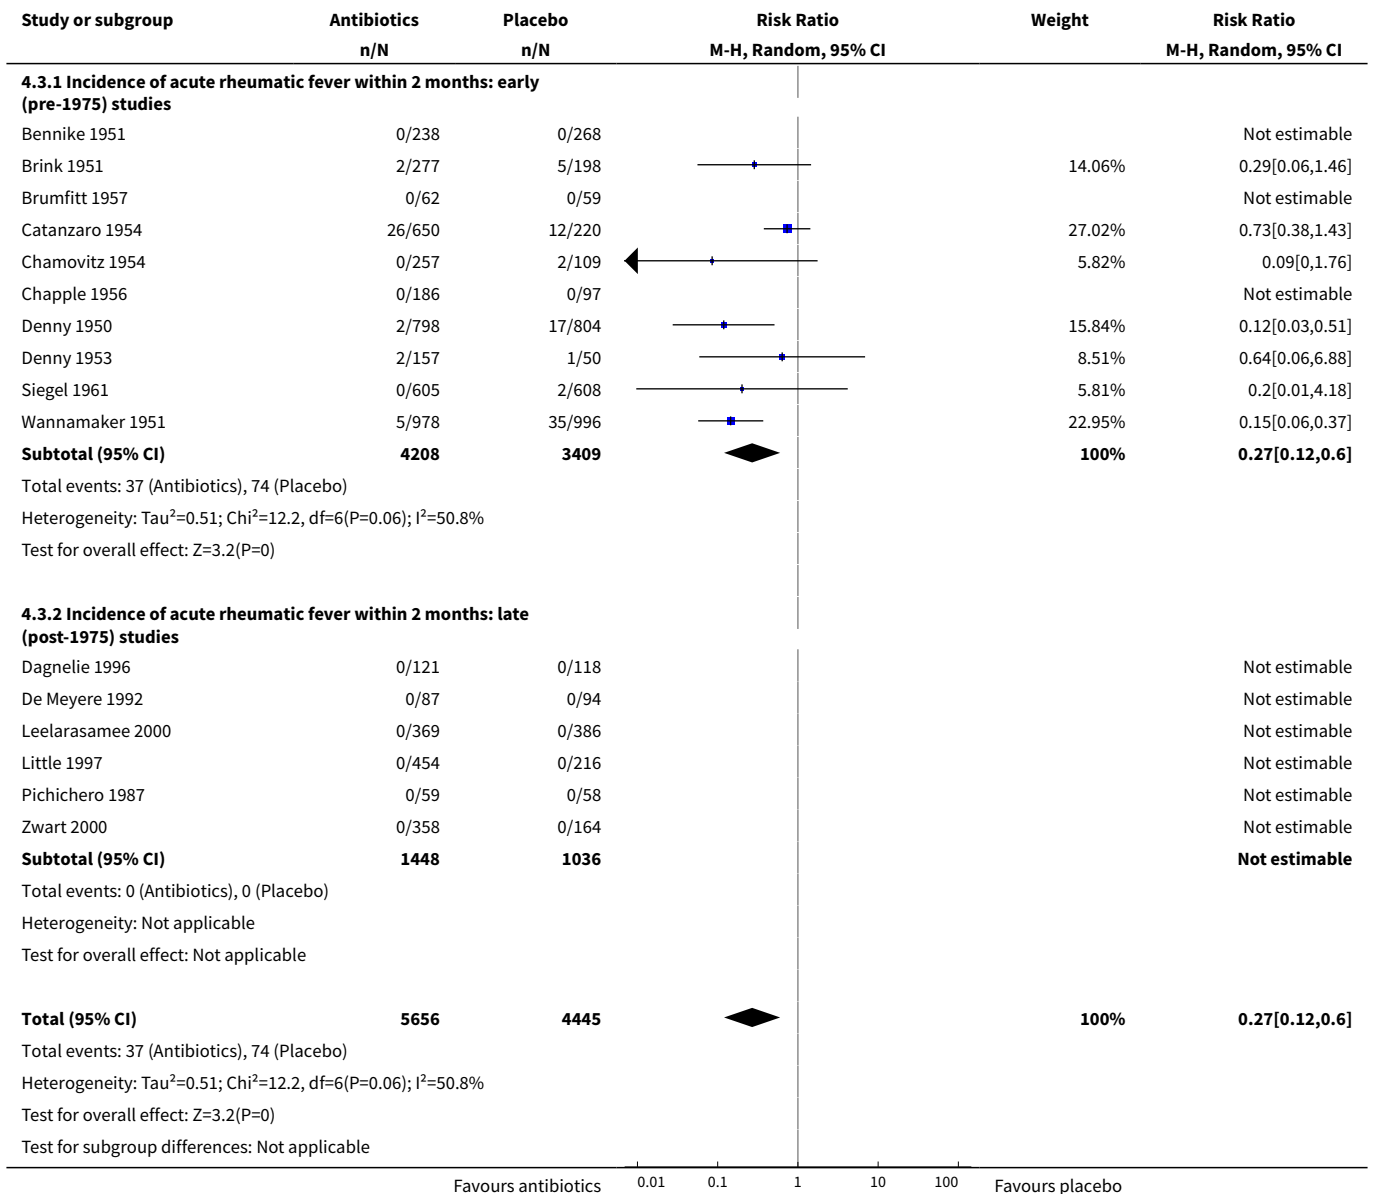 Study or subgroup Antibiotics Placebo Risk Ratio Weight Risk Ratio
n/N n/N M-H, Random, 95% CI M-H, Random, 95% CI
4.3.1 Incidence of acute rheumatic fever within 2 months: early
(pre-1975) studies
Bennike 1951 0/238 0/268 Not estimable
Brink 1951 2/277 5/198 14.06% 0.29[0.06,1.46]
Brumfitt 1957 0/62 0/59 Not estimable
Catanzaro 1954 26/650 12/220 27.02% 0.73[0.38,1.43]
Chamovitz 1954 0/257 2/109 5.82% 0.09[0,1.76]
Chapple 1956 0/186 0/97 Not estimable
Denny 1950 2/798 17/804 15.84% 0.12[0.03,0.51]
Denny 1953 2/157 1/50 8.51% 0.64[0.06,6.88]
Siegel 1961 0/605 2/608 5.81% 0.2[0.01,4.18]
Wannamaker 1951 5/978 35/996 22.95% 0.15[0.06,0.37]
Subtotal (95% CI) 4208 3409 100% 0.27[0.12,0.6]
Total events: 37 (Antibiotics), 74 (Placebo)
Heterogeneity: Tau²=0.51; Chi²=12.2, df=6(P=0.06); I²=50.8%
Test for overall effect: Z=3.2(P=0)
4.3.2 Incidence of acute rheumatic fever within 2 months: late
(post-1975) studies
Dagnelie 1996 0/121 0/118 Not estimable
De Meyere 1992 0/87 0/94 Not estimable
Leelarasamee 2000 0/369 0/386 Not estimable
Little 1997 0/454 0/216 Not estimable
Pichichero 1987 0/59 0/58 Not estimable
Zwart 2000 0/358 0/164 Not estimable
Subtotal (95% CI) 1448 1036 Not estimable
Total events: 0 (Antibiotics), 0 (Placebo)
Heterogeneity: Not applicable
Test for overall effect: Not applicable
Total (95% CI) 5656 4445 100% 0.27[0.12,0.6]
Total events: 37 (Antibiotics), 74 (Placebo)
Heterogeneity: Tau²=0.51; Chi²=12.2, df=6(P=0.06); I²=50.8%
Test for overall effect: Z=3.2(P=0)
Test for subgroup differences: Not applicable
Favours antibiotics 0.01 0.1 1 10 100 Favours placebo